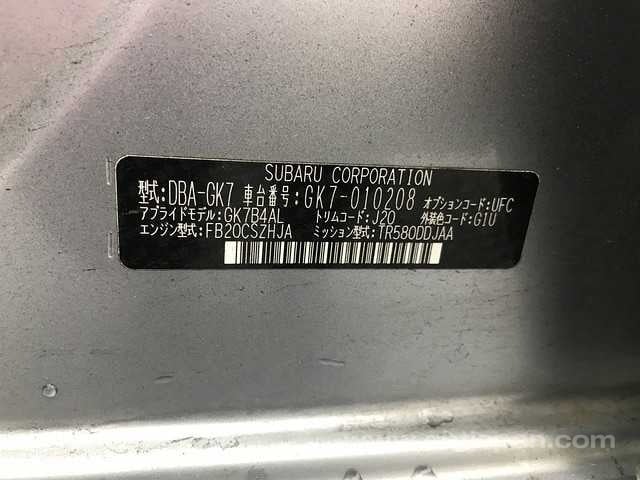 SUBARU CORPORATION
型式:DBA-GK7 車台番号:GK7-010208 オプションコード:UFC
アプライドモデル:GK7B4AL トリムコード:J20 外装色コード:G1U
エンジン型式:FB20CSZHJA ミッション型式:TR580DDJAA